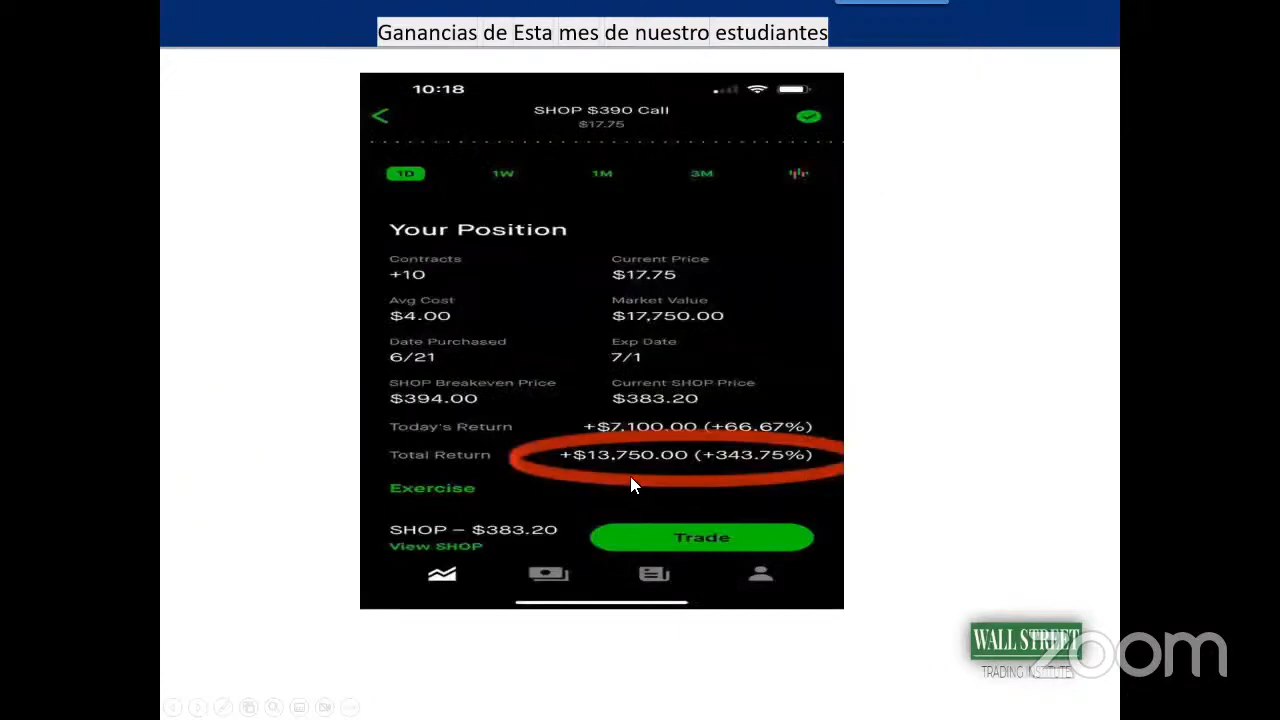 Ganancias de Esta mes de nuestro estudiantes
10:18
SHOP $390 Call
$17.75
1D 1W 1M 3M
Your Position
Contracts Current Price
+10 $17.75
Avg Cost Market Value
$4.00 $17,750.00
Date Purchased Exp Date
6/21 7/1
SHOP Breakeven Price Current SHOP Price
$394.00 $383.20
Today's Return +$7,100.00 (+66.67%)
Total Return +$13,750.00 (+343.75%)
Exercise
SHOP – $383.20
View SHOP
Trade
WALL STREET
TRADING INSTITUTE
zoom